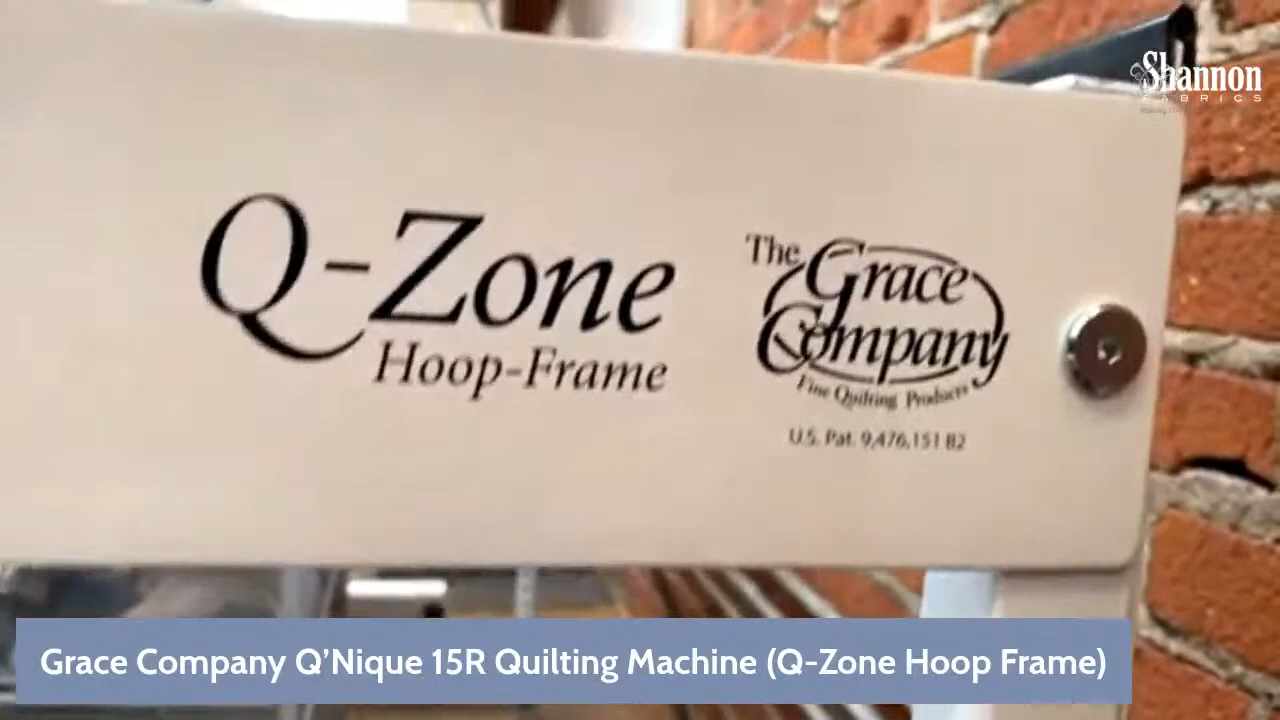 Shannon
FABRICS
Q-Zone
Hoop-Frame
The Grace
Company
Fine Quilting Products
U.S. Pat. 9,476,151 B2
Grace Company Q’Nique 15R Quilting Machine (Q-Zone Hoop Frame)